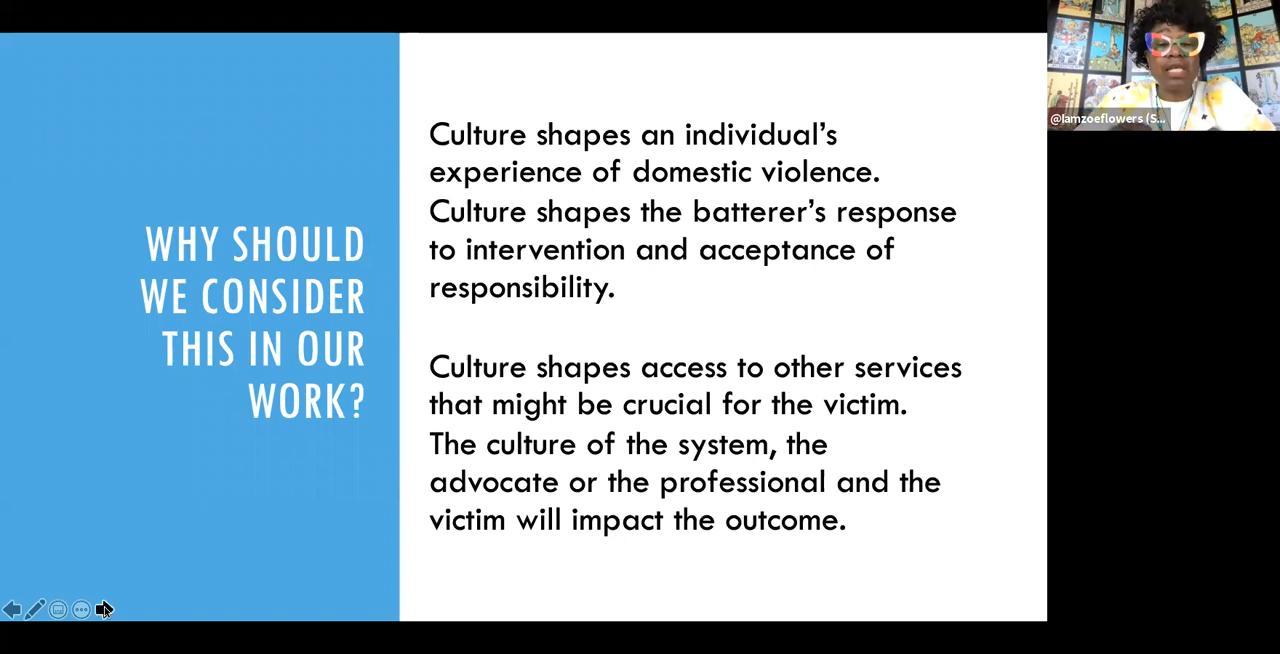 WHY SHOULD
WE CONSIDER
THIS IN OUR
WORK?
Culture shapes an individual’s
experience of domestic violence.
Culture shapes the batterer’s response
to intervention and acceptance of
responsibility.
Culture shapes access to other services
that might be crucial for the victim.
The culture of the system, the
advocate or the professional and the
victim will impact the outcome.
@Iamzoeflowers (S...